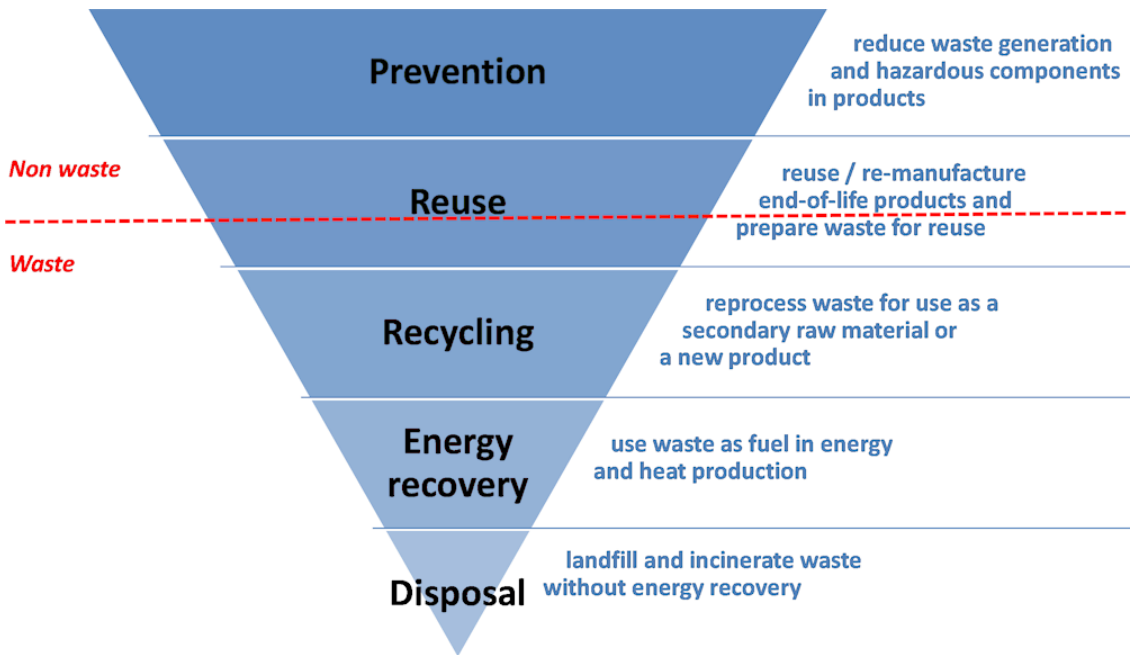 Prevention
reduce waste generation
and hazardous components
in products
Non waste
Reuse
reuse / re-manufacture
end-of-life products and
prepare waste for reuse
Waste
Recycling
reprocess waste for use as a
secondary raw material or
a new product
Energy
recovery
use waste as fuel in energy
and heat production
Disposal
landfill and incinerate waste
without energy recovery